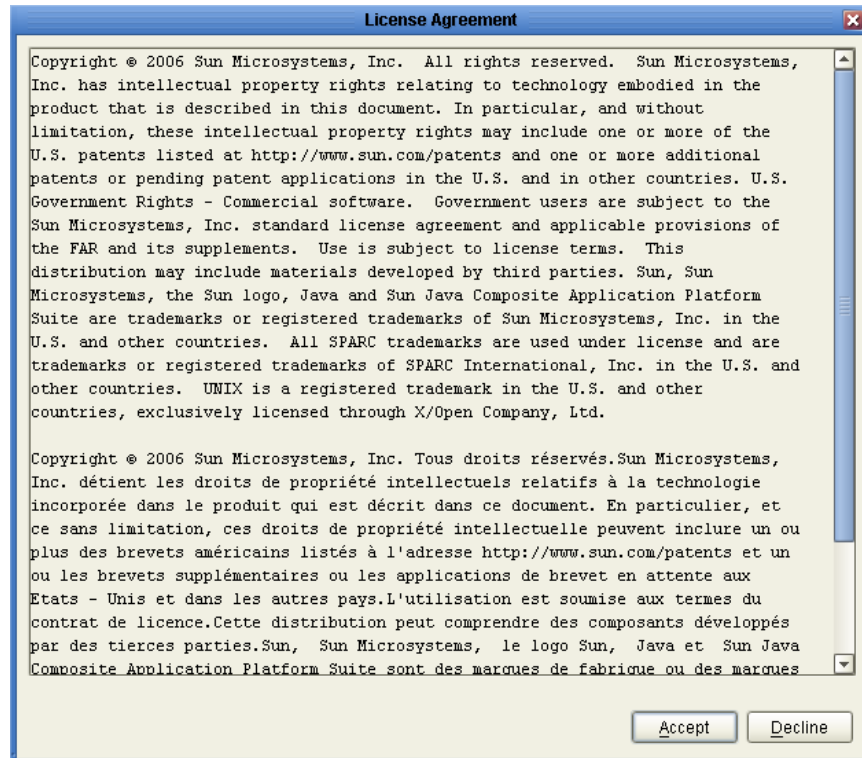 License Agreement
Copyright © 2006 Sun Microsystems, Inc.  All rights reserved.  Sun Microsystems,
Inc. has intellectual property rights relating to technology embodied in the
product that is described in this document. In particular, and without
limitation, these intellectual property rights may include one or more of the
U.S. patents listed at http://www.sun.com/patents and one or more additional
patents or pending patent applications in the U.S. and in other countries. U.S.
Government Rights - Commercial software.  Government users are subject to the
Sun Microsystems, Inc. standard license agreement and applicable provisions of
the FAR and its supplements.  Use is subject to license terms.  This
distribution may include materials developed by third parties. Sun, Sun
Microsystems, the Sun logo, Java and Sun Java Composite Application Platform
Suite are trademarks or registered trademarks of Sun Microsystems, Inc. in the
U.S. and other countries.  All SPARC trademarks are used under license and are
trademarks or registered trademarks of SPARC International, Inc. in the U.S. and
other countries.  UNIX is a registered trademark in the U.S. and other
countries, exclusively licensed through X/Open Company, Ltd.
Copyright © 2006 Sun Microsystems, Inc. Tous droits réservés.Sun Microsystems,
Inc. détient les droits de propriété intellectuels relatifs à la technologie
incorporée dans le produit qui est décrit dans ce document. En particulier, et
ce sans limitation, ces droits de propriété intellectuelle peuvent inclure un ou
plus des brevets américains listés à l'adresse http://www.sun.com/patents et un
ou les brevets supplémentaires ou les applications de brevet en attente aux
Etats - Unis et dans les autres pays.L'utilisation est soumise aux termes du
contrat de licence.Cette distribution peut comprendre des composants développés
par des tierces parties.Sun,  Sun Microsystems,  le logo Sun,  Java et  Sun Java
Composite Application Platform Suite sont des marques de fabrique ou des marques
Accept Decline